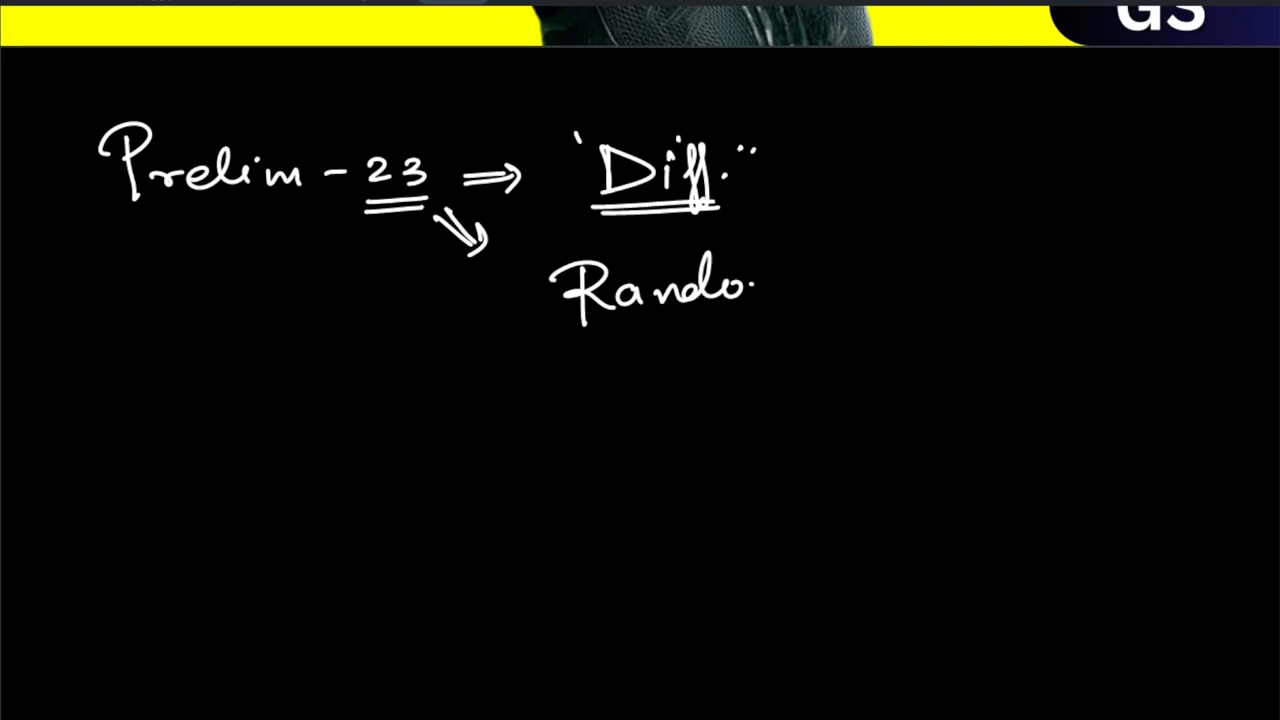 GS
Prelim - 23 ⇒ 'Diff.''
Rando.